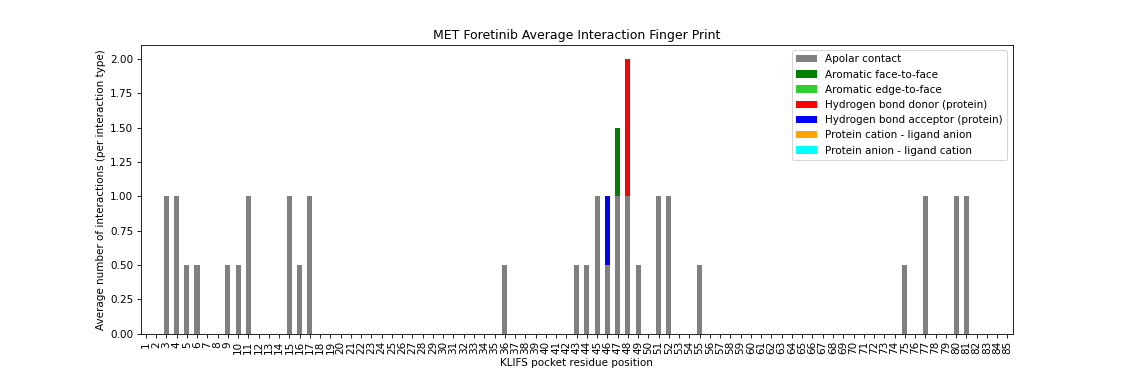 MET Foretinib Average Interaction Finger Print
Average number of interactions (per interaction type)
2.00
1.75
1.50
1.25
1.00
0.75
0.50
0.25
0.00
Apolar contact
Aromatic face-to-face
Aromatic edge-to-face
Hydrogen bond donor (protein)
Hydrogen bond acceptor (protein)
Protein cation - ligand anion
Protein anion - ligand cation
1 2 3 4 5 6 7 8 9 10 11 12 13 14 15 16 17 18 19 20 21 22 23 24 25 26 27 28 29 30 31 32 33 34 35 36 37 38 39 40 41 42 43 44 45 46 47 48 49 50 51 52 53 54 55 56 57 58 59 60 61 62 63 64 65 66 67 68 69 70 71 72 73 74 75 76 77 78 79 80 81 82 83 84 85
KLIFS pocket residue position